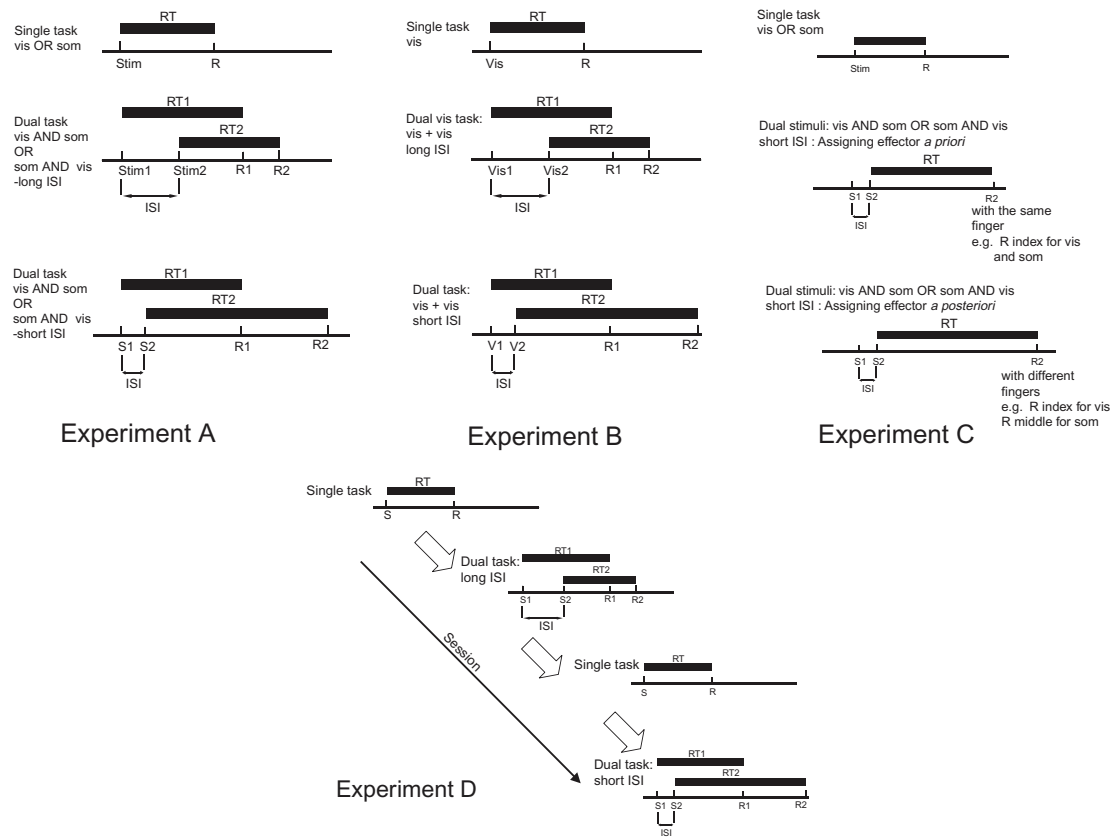 Single task
vis OR som
RT
Stim R
Dual task
vis AND som
OR
som AND vis
-long ISI
RT1
RT2
Stim1 Stim2 R1 R2
ISI
Dual task
vis AND som
OR
som AND vis
-short ISI
RT1
RT2
S1 S2 R1 R2
ISI
Experiment A
Single task
vis
RT
Vis R
Dual vis task:
vis + vis
long ISI
RT1
RT2
Vis1 Vis2 R1 R2
ISI
Dual task:
vis + vis
short ISI
RT1
RT2
V1 V2 R1 R2
ISI
Experiment B
Single task
vis OR som
RT
Stim R
Dual stimuli: vis AND som OR som AND vis
short ISI : Assigning effector a priori
RT
S1 S2 R2
ISI
with the same
finger
e.g. R index for vis
and som
Dual stimuli: vis AND som OR som AND vis
short ISI : Assigning effector a posteriori
RT
S1 S2 R2
ISI
with different
fingers
e.g. R index for vis
R middle for som
Experiment C
Single task
RT
S R
Dual task:
long ISI
RT1
RT2
S1 S2 R1 R2
ISI
Session
Single task
RT
S R
Dual task:
short ISI
RT1
RT2
S1 S2 R1 R2
ISI
Experiment D